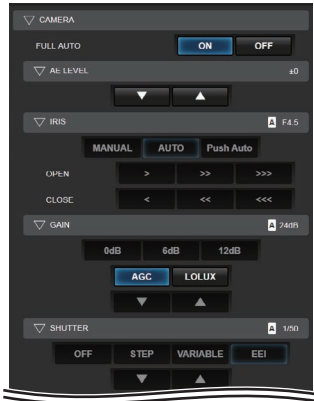 ▽ CAMERA
FULL AUTO ON OFF
▽ AE LEVEL ±0
▼ ▲
▽ IRIS A F4.5
MANUAL AUTO Push Auto
OPEN > >> >>>
CLOSE < << <<<
▽ GAIN A 24dB
0dB 6dB 12dB
AGC LOLUX
▼ ▲
▽ SHUTTER A 1/50
OFF STEP VARIABLE EEI
▼ ▲